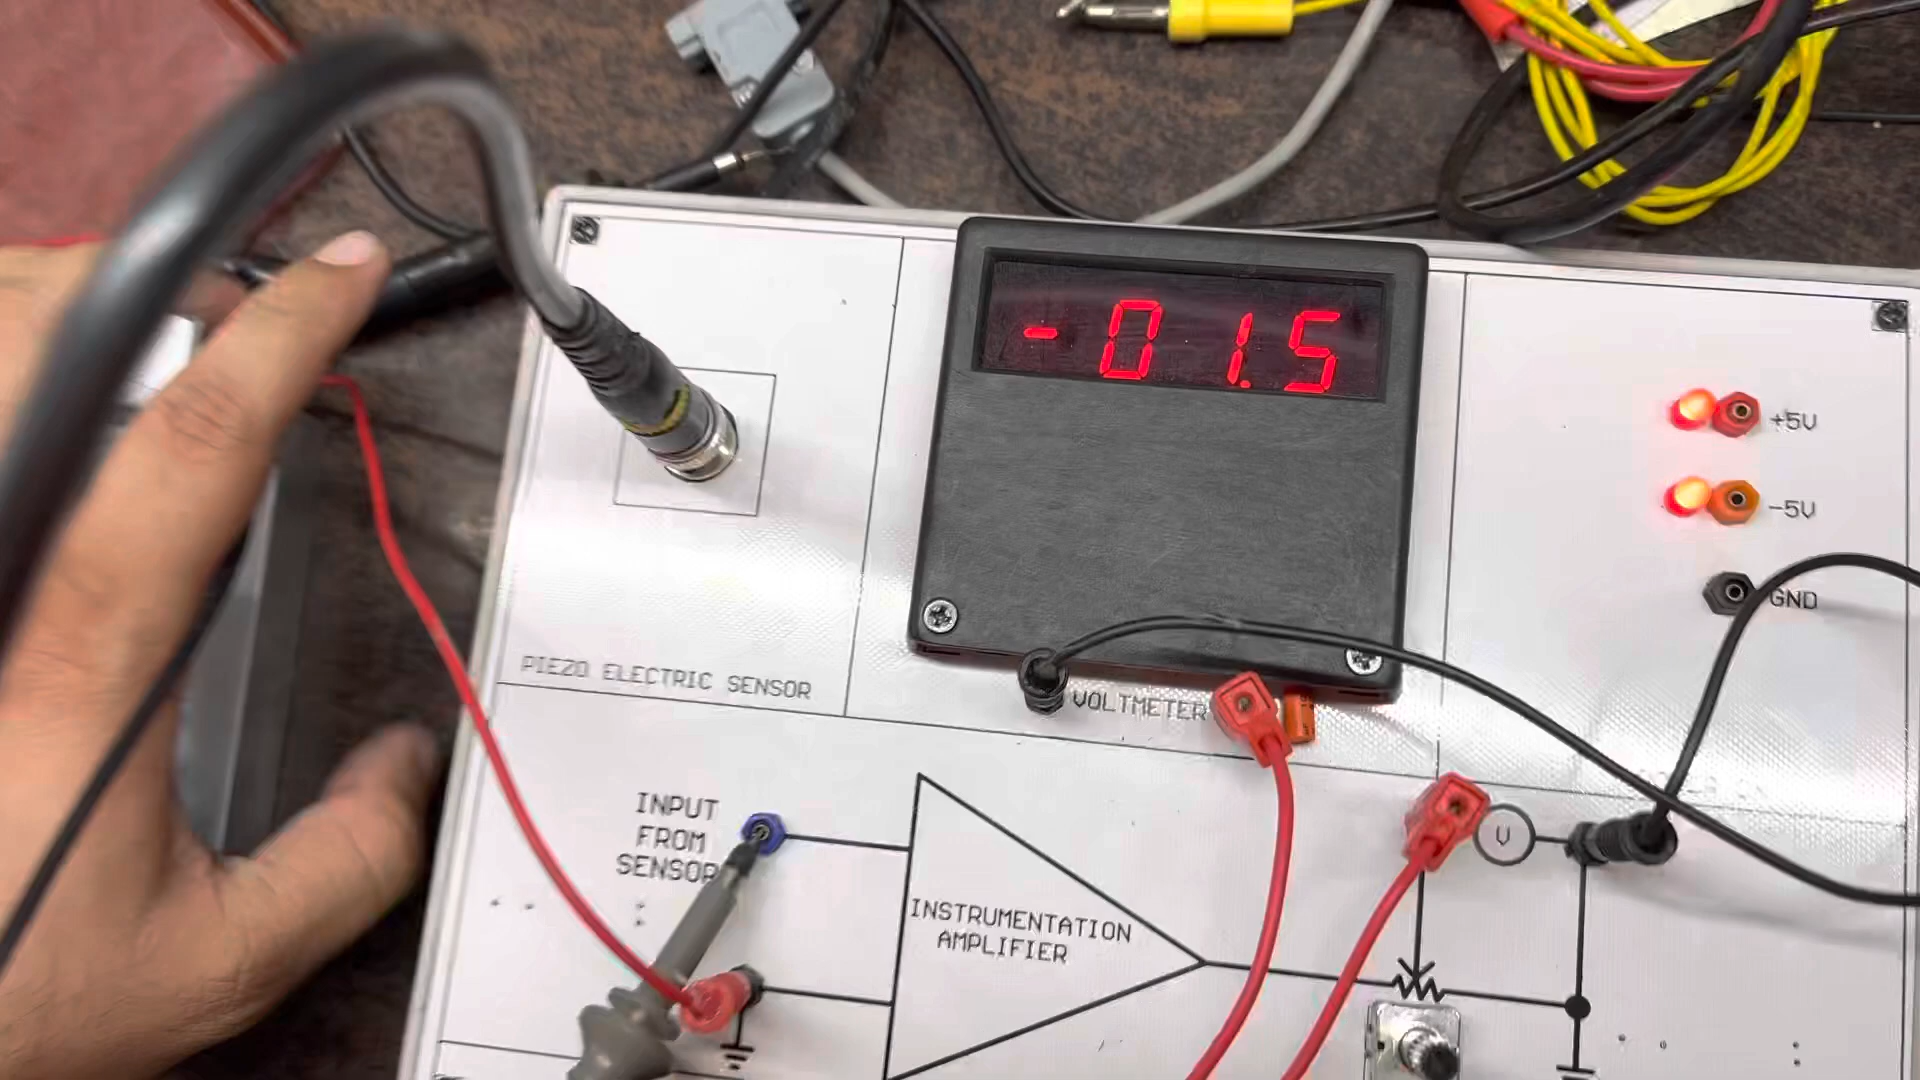 - 01.5
+5V
-5V
GND
PIEZO ELECTRIC SENSOR
VOLTMETER
INPUT
FROM
SENSOR
V
INSTRUMENTATION
AMPLIFIER